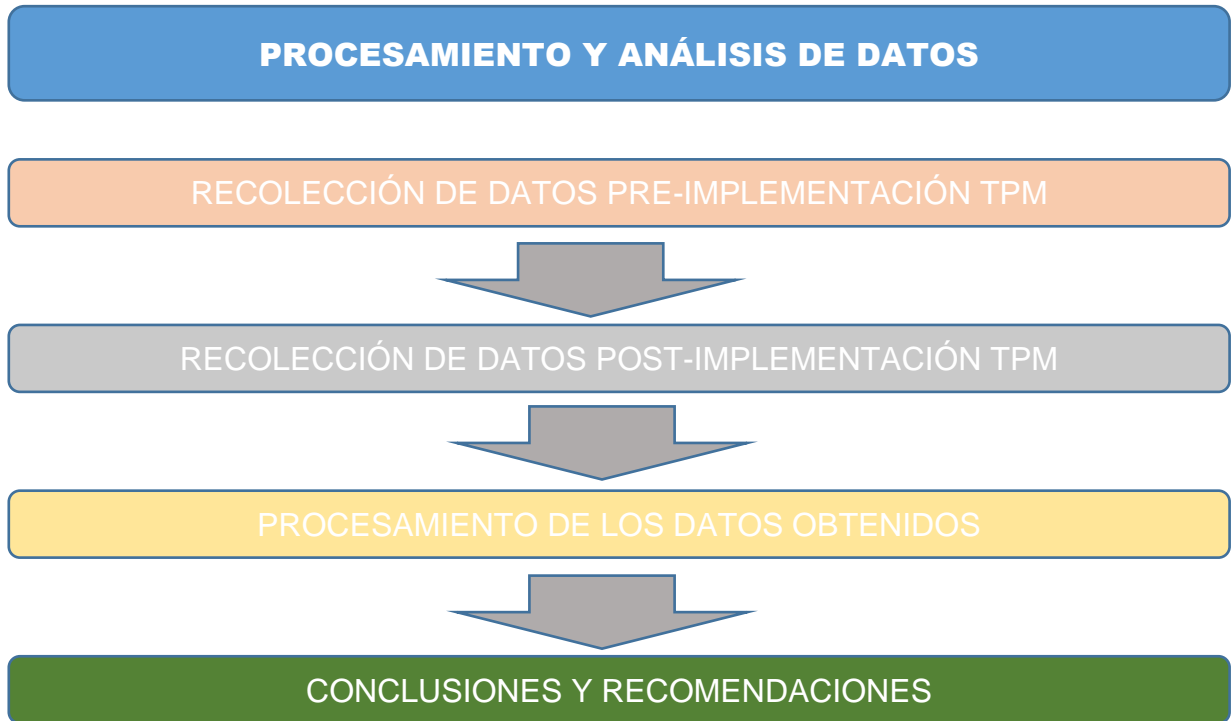 PROCESAMIENTO Y ANÁLISIS DE DATOS
RECOLECCIÓN DE DATOS PRE-IMPLEMENTACIÓN TPM
RECOLECCIÓN DE DATOS POST-IMPLEMENTACIÓN TPM
PROCESAMIENTO DE LOS DATOS OBTENIDOS
CONCLUSIONES Y RECOMENDACIONES